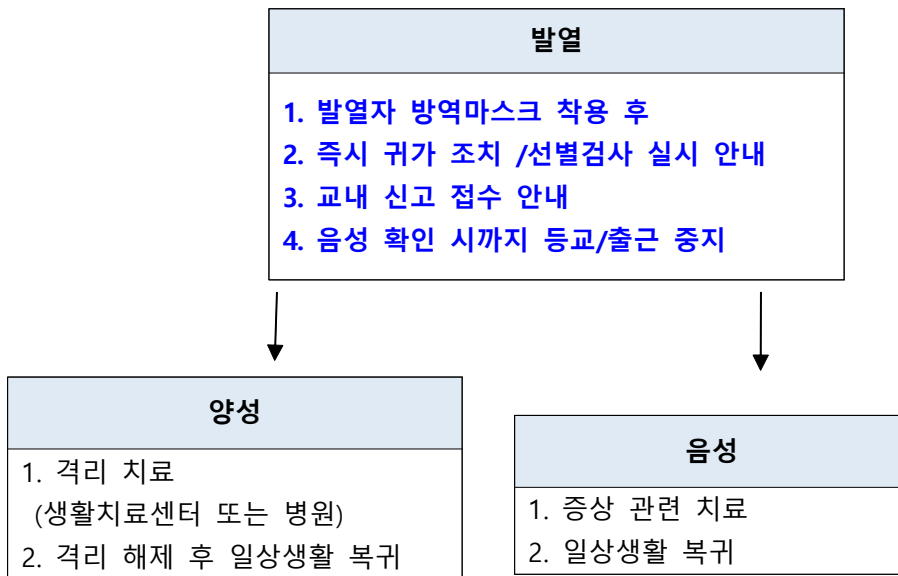 발열
1. 발열자 방역마스크 착용 후
2. 즉시 귀가 조치 /선별검사 실시 안내
3. 교내 신고 접수 안내
4. 음성 확인 시까지 등교/출근 중지
양성
1. 격리 치료
(생활치료센터 또는 병원)
2. 격리 해제 후 일상생활 복귀
음성
1. 증상 관련 치료
2. 일상생활 복귀